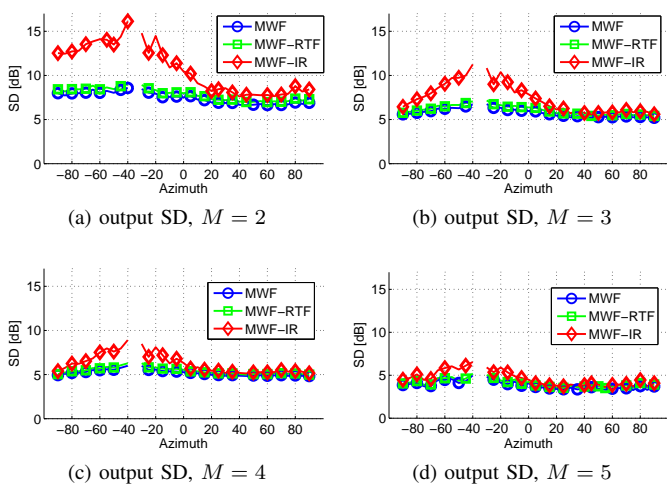 MWF
MWF−RTF
MWF−IR
SD [dB]
15
10
5
0
−80 −60 −40 −20 0 20 40 60 80
Azimuth
(a) output SD, M = 2
MWF
MWF−RTF
MWF−IR
SD [dB]
15
10
5
0
−80 −60 −40 −20 0 20 40 60 80
Azimuth
(b) output SD, M = 3
MWF
MWF−RTF
MWF−IR
SD [dB]
15
10
5
0
−80 −60 −40 −20 0 20 40 60 80
Azimuth
(c) output SD, M = 4
MWF
MWF−RTF
MWF−IR
SD [dB]
15
10
5
0
−80 −60 −40 −20 0 20 40 60 80
Azimuth
(d) output SD, M = 5